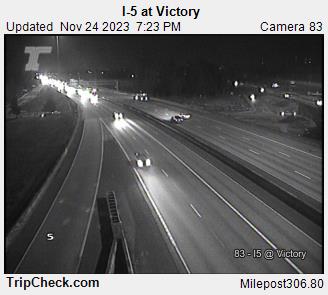 I-5 at Victory
Updated Nov 24 2023 7:23 PM Camera 83
S
83 - I5 @ Victory
TripCheck.com Milepost306.80